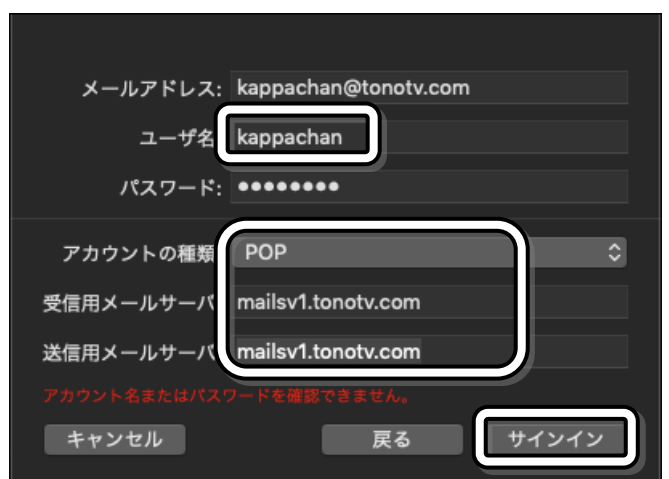 メールアドレス: kappachan@tonotv.com
ユーザ名 kappachan
パスワード: ●●●●●●●●
アカウントの種類 POP
受信用メールサーバ mailsv1.tonotv.com
送信用メールサーバ mailsv1.tonotv.com
アカウント名またはパスワードを確認できません。
キャンセル 戻る サインイン